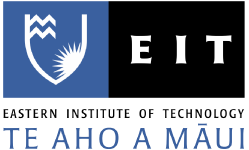 EIT
EASTERN INSTITUTE OF TECHNOLOGY
TE AHO A MĀUI